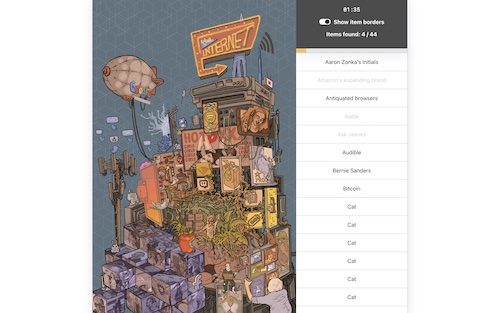 INTERNET
01 :35
Show item borders
Items found: 4 / 44
Aaron Zonka's initials
Amazon's expanding brand
Antiquated browsers
Apple
Ask Jeeves
Audible
Bernie Sanders
Bitcoin
Cat
Cat
Cat
Cat
Cat
Cat